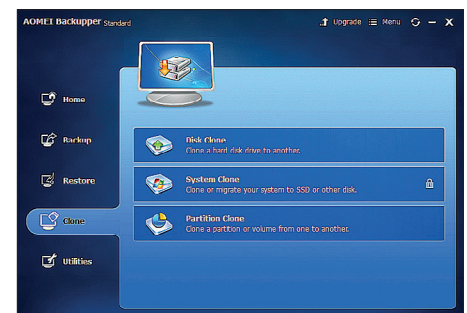 AOMEI Backupper Standard
Upgrade Menu
Home
Backup
Restore
Clone
Utilities
Disk Clone
Clone a hard disk drive to another.
System Clone
Clone or migrate your system to SSD or other disk.
Partition Clone
Clone a partition or volume from one to another.